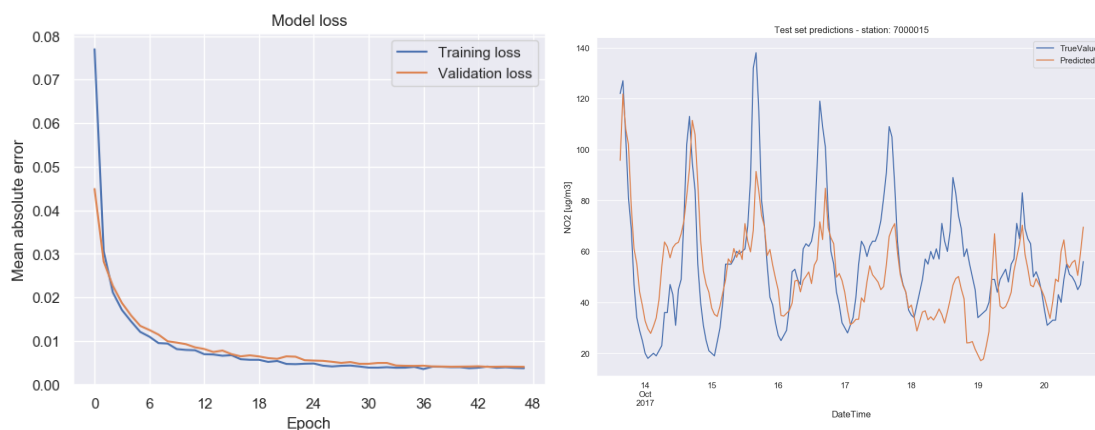 Model loss
0.08
0.07
0.06
0.05
0.04
0.03
0.02
0.01
0.00
Mean absolute error
Training loss
Validation loss
0 6 12 18 24 30 36 42 48
Epoch
Test set predictions - station: 7000015
140
120
100
80
60
40
20
NO2 [ug/m3]
TrueValue
Predicted
14 15 16 17 18 19 20
Oct
2017
DateTime